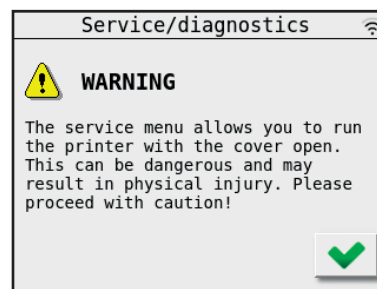 Service/diagnostics
WARNING
The service menu allows you to run
the printer with the cover open.
This can be dangerous and may
result in physical injury. Please
proceed with caution!